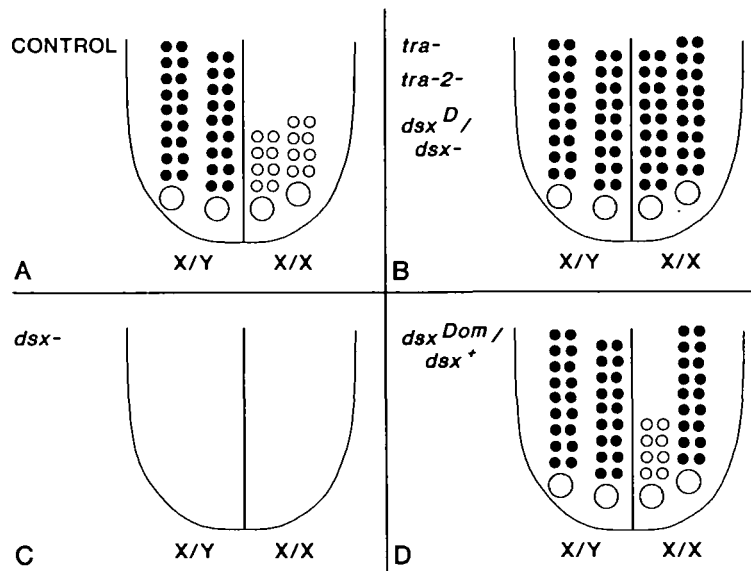 CONTROL
A
X/Y X/X
tra-
tra-2-
dsx D /
dsx-
B
X/Y X/X
dsx-
C
X/Y X/X
dsx Dom /
dsx +
D
X/Y X/X